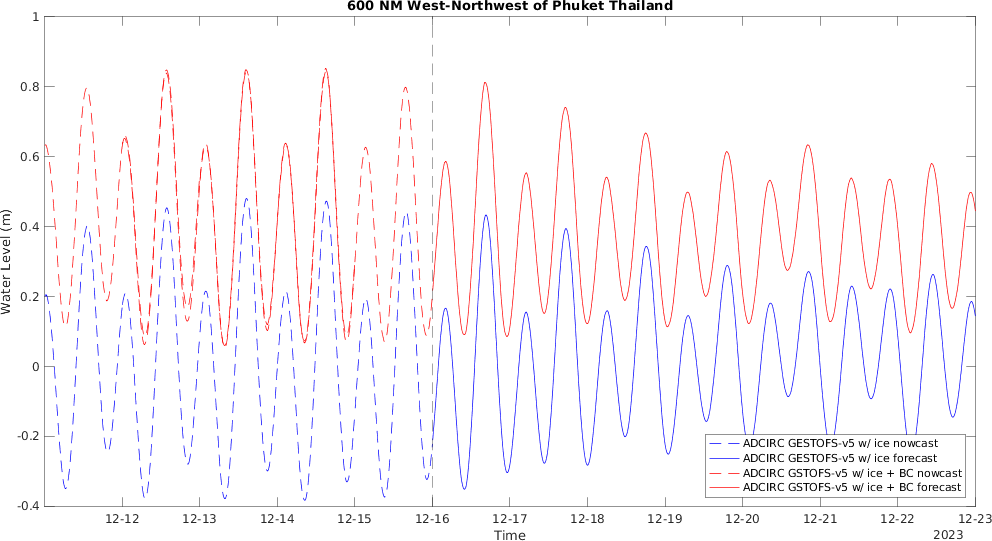 600 NM West-Northwest of Phuket Thailand
1
0.8
0.6
0.4
0.2
0
-0.2
-0.4
Water Level (m)
12-12 12-13 12-14 12-15 12-16 12-17 12-18 12-19 12-20 12-21 12-22 12-23
Time
2023
ADCIRC GESTOFS-v5 w/ ice nowcast
ADCIRC GESTOFS-v5 w/ ice forecast
ADCIRC GSTOFS-v5 w/ ice + BC nowcast
ADCIRC GSTOFS-v5 w/ ice + BC forecast